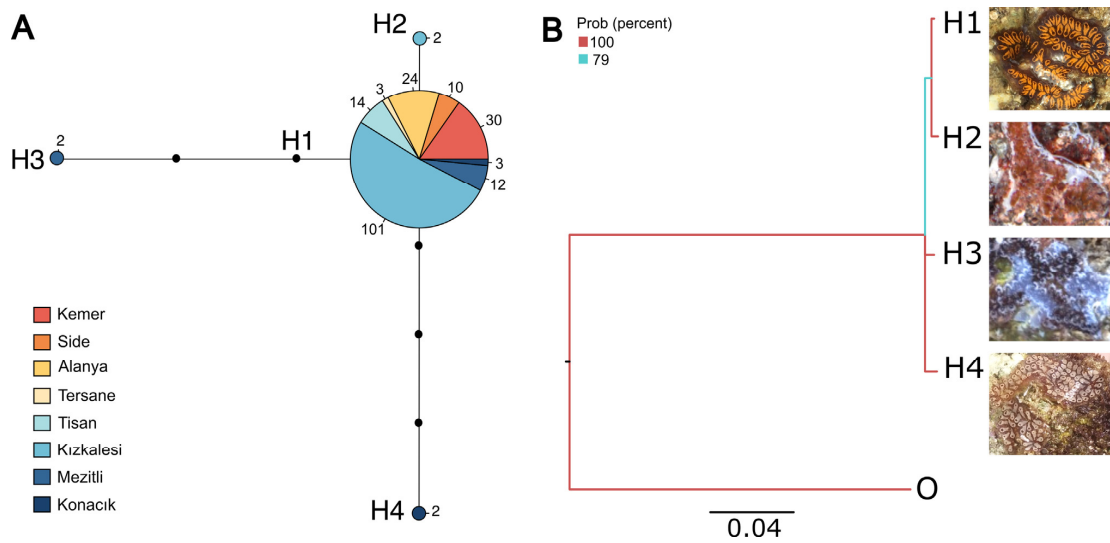 A
H2
2
24
3
10
14
30
2
H1
H3
3
12
101
Kemer
Side
Alanya
Tersane
Tisan
Kızkalesi
Mezitli
Konacık
H4
2
B
Prob (percent)
100
79
H1
H2
H3
H4
O
0.04